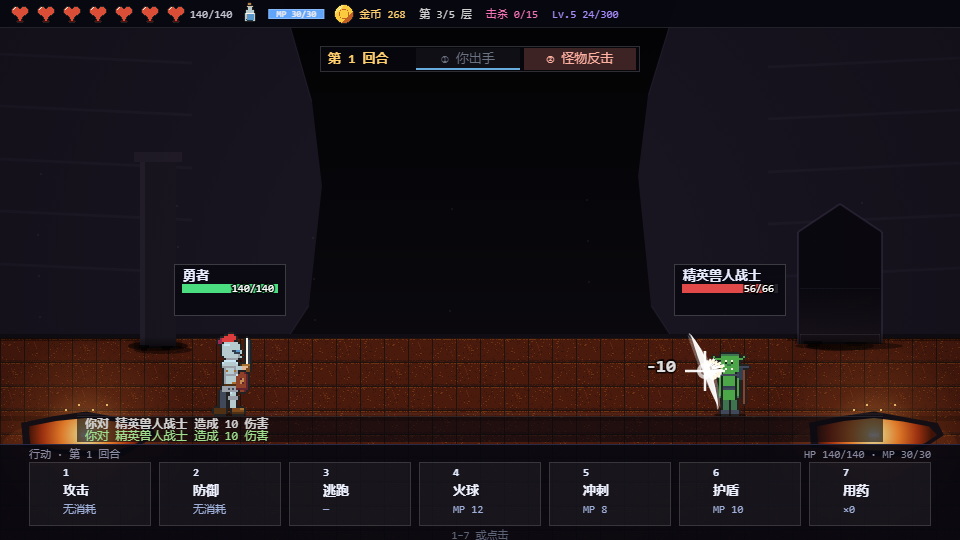 140/140 MP 30/30 金币 268 第 3/5 层 击杀 0/15 Lv.5 24/300
第 1 回合 ① 你出手 ② 怪物反击
勇者
140/140
精英兽人战士
56/66
-10
你对 精英兽人战士 造成 10 伤害
你对 精英兽人战士 造成 10 伤害
行动 · 第 1 回合 HP 140/140 · MP 30/30
1 2 3 4 5 6 7
攻击 防御 逃跑 火球 冲刺 护盾 用药
无消耗 无消耗 — MP 12 MP 8 MP 10 ×0
1-7 或点击